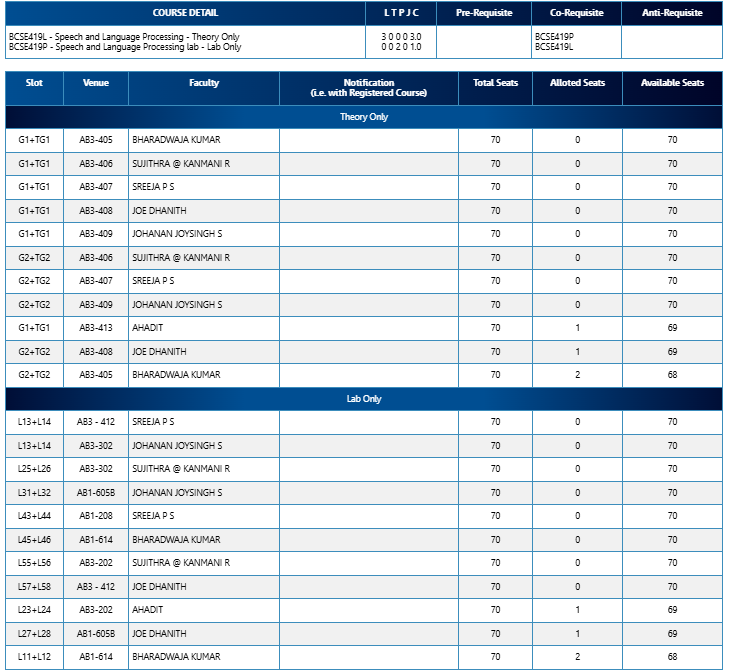 COURSE DETAIL L T P J C Pre-Requisite Co-Requisite Anti-Requisite
BCSE419L - Speech and Language Processing - Theory Only 3 0 0 0 3.0 BCSE419P
BCSE419P - Speech and Language Processing lab - Lab Only 0 0 2 0 1.0 BCSE419L
Slot Venue Faculty Notification Total Seats Alloted Seats Available Seats
(i.e. with Registered Course)
Theory Only
G1+TG1 AB3-405 BHARADWAJA KUMAR 70 0 70
G1+TG1 AB3-406 SUJITHRA @ KANMANI R 70 0 70
G1+TG1 AB3-407 SREEJA P S 70 0 70
G1+TG1 AB3-408 JOE DHANITH 70 0 70
G1+TG1 AB3-409 JOHANAN JOYSINGH S 70 0 70
G2+TG2 AB3-406 SUJITHRA @ KANMANI R 70 0 70
G2+TG2 AB3-407 SREEJA P S 70 0 70
G2+TG2 AB3-409 JOHANAN JOYSINGH S 70 0 70
G1+TG1 AB3-413 AHADIT 70 1 69
G2+TG2 AB3-408 JOE DHANITH 70 1 69
G2+TG2 AB3-405 BHARADWAJA KUMAR 70 2 68
Lab Only
L13+L14 AB3 - 412 SREEJA P S 70 0 70
L13+L14 AB3-302 JOHANAN JOYSINGH S 70 0 70
L25+L26 AB3-302 SUJITHRA @ KANMANI R 70 0 70
L31+L32 AB1-605B JOHANAN JOYSINGH S 70 0 70
L43+L44 AB1-208 SREEJA P S 70 0 70
L45+L46 AB1-614 BHARADWAJA KUMAR 70 0 70
L55+L56 AB3-202 SUJITHRA @ KANMANI R 70 0 70
L57+L58 AB3 - 412 JOE DHANITH 70 0 70
L23+L24 AB3-202 AHADIT 70 1 69
L27+L28 AB1-605B JOE DHANITH 70 1 69
L11+L12 AB1-614 BHARADWAJA KUMAR 70 2 68